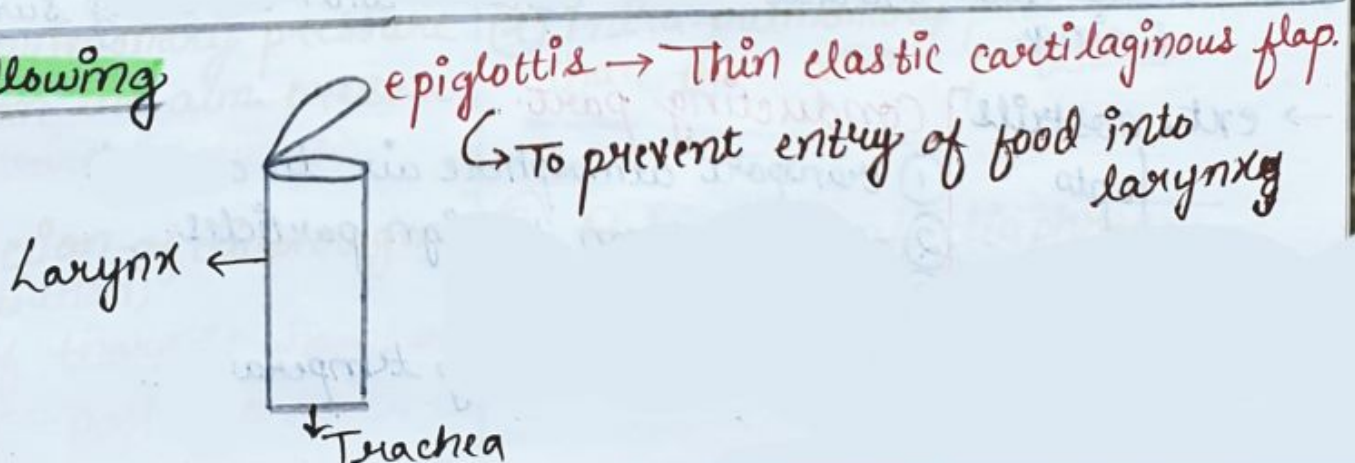 lowing
epiglottis → Thin elastic cartilaginous flap.
↳ To prevent entry of food into
larynx
Larynx ←
↓ Trachea